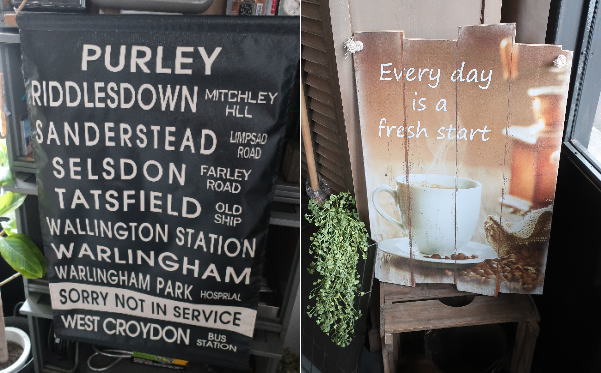 PURLEY
RIDDLESDOWN MITCHLEY HLL
SANDERSTEAD LIMPSAD ROAD
SELSDON FARLEY ROAD
TATSFIELD OLD SHIP
WALLINGTON STATION
WARLINGHAM
WARLINGHAM PARK HOSPRLAL
SORRY NOT IN SERVICE
WEST CROYDON BUS STATION
Every day
is a
fresh start